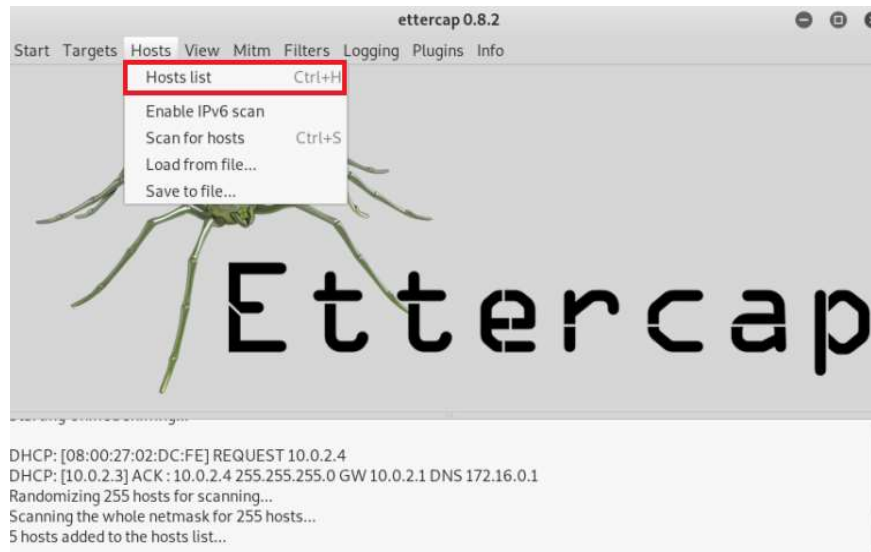 ettercap 0.8.2
Start Targets Hosts View Mitm Filters Logging Plugins Info
Hosts list Ctrl+H
Enable IPv6 scan
Scan for hosts Ctrl+S
Load from file...
Save to file...
Ettercap
DHCP: [08:00:27:02:DC:FE] REQUEST 10.0.2.4
DHCP: [10.0.2.3] ACK : 10.0.2.4 255.255.255.0 GW 10.0.2.1 DNS 172.16.0.1
Randomizing 255 hosts for scanning...
Scanning the whole netmask for 255 hosts...
5 hosts added to the hosts list...